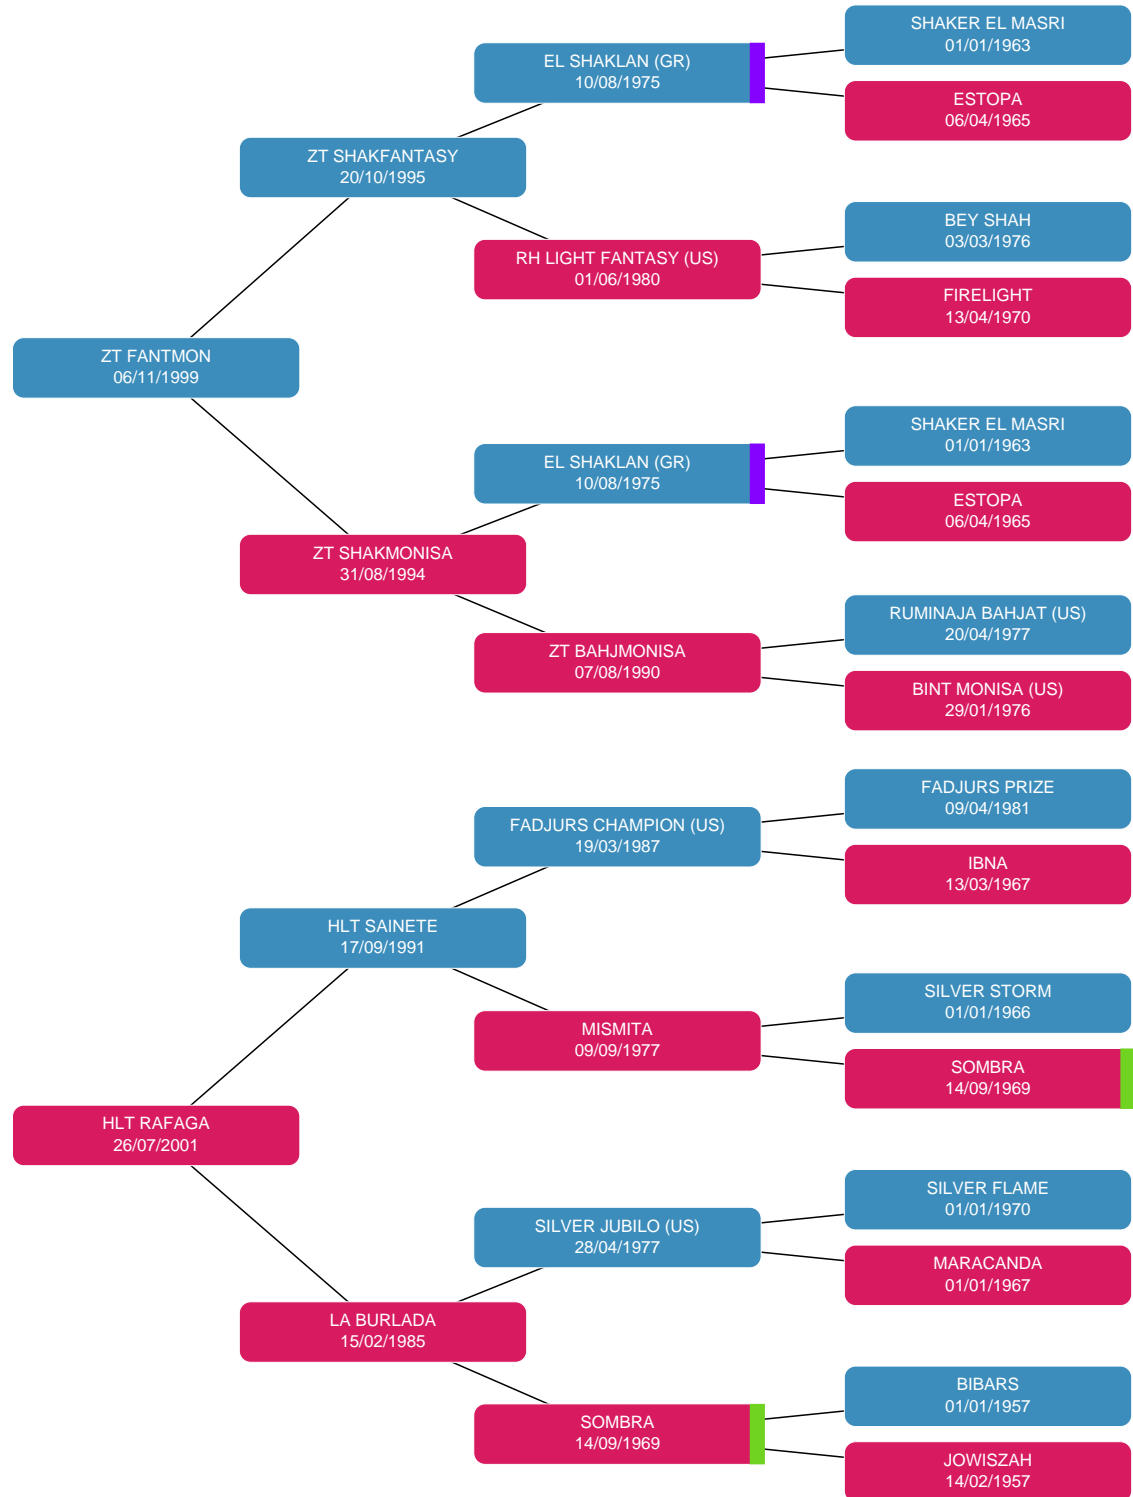 SHAKER EL MASRI
01/01/1963
EL SHAKLAN (GR)
10/08/1975
ESTOPA
06/04/1965
ZT SHAKFANTASY
20/10/1995
BEY SHAH
03/03/1976
RH LIGHT FANTASY (US)
01/06/1980
FIRELIGHT
13/04/1970
ZT FANTMON
06/11/1999
SHAKER EL MASRI
01/01/1963
EL SHAKLAN (GR)
10/08/1975
ESTOPA
06/04/1965
ZT SHAKMONISA
31/08/1994
RUMINAJA BAHJAT (US)
20/04/1977
ZT BAHJMONISA
07/08/1990
BINT MONISA (US)
29/01/1976
FADJURS PRIZE
09/04/1981
FADJURS CHAMPION (US)
19/03/1987
IBNA
13/03/1967
HLT SAINETE
17/09/1991
SILVER STORM
01/01/1966
MISMITA
09/09/1977
SOMBRA
14/09/1969
HLT RAFAGA
26/07/2001
SILVER FLAME
01/01/1970
SILVER JUBILO (US)
28/04/1977
MARACANDA
01/01/1967
LA BURLADA
15/02/1985
BIBARS
01/01/1957
SOMBRA
14/09/1969
JOWISZAH
14/02/1957